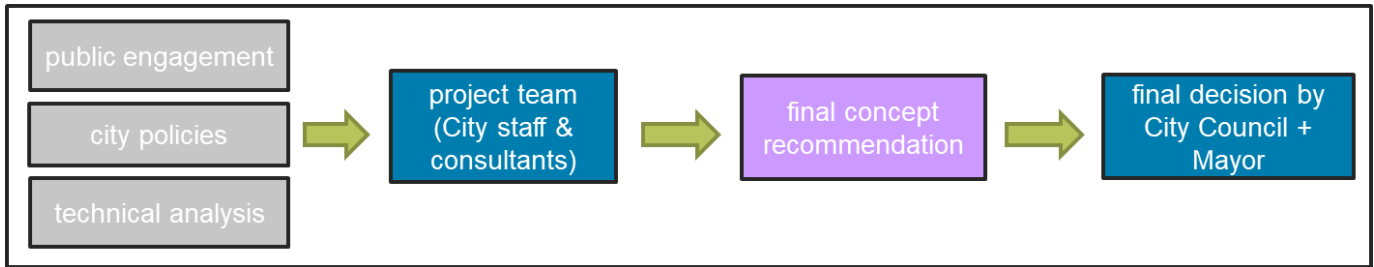 public engagement
city policies
technical analysis
project team
(City staff &
consultants)
final concept
recommendation
final decision by
City Council +
Mayor